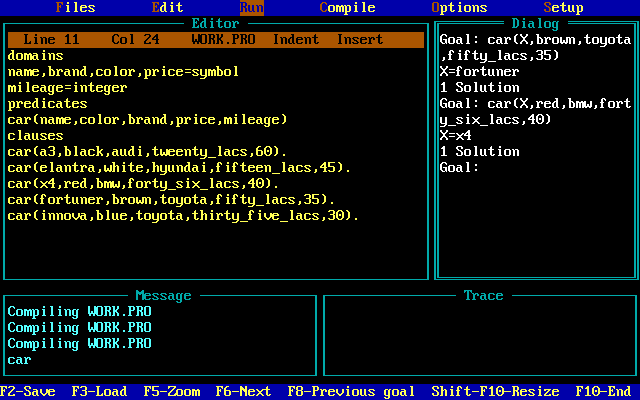 Files Edit Run Compile Options Setup
Editor
Line 11 Col 24 WORK.PRO Indent Insert
domains
name,brand,color,price=symbol
mileage=integer
predicates
car(name,color,brand,price,mileage)
clauses
car(a3,black,audi,tweenty_lacs,60).
car(elantra,white,hyundai,fifteen_lacs,45).
car(x4,red,bmw,forty_six_lacs,40).
car(fortuner,brown,toyota,fifty_lacs,35).
car(innova,blue,toyota,thirty_five_lacs,30).
Dialog
Goal: car(X,brown,toyota
,fifty_lacs,35)
X=fortuner
1 Solution
Goal: car(X,red,bmw,fort
y_six_lacs,40)
X=x4
1 Solution
Goal:
Message
Compiling WORK.PRO
Compiling WORK.PRO
Compiling WORK.PRO
car
Trace
F2-Save F3-Load F5-Zoom F6-Next F8-Previous goal Shift-F10-Resize F10-End